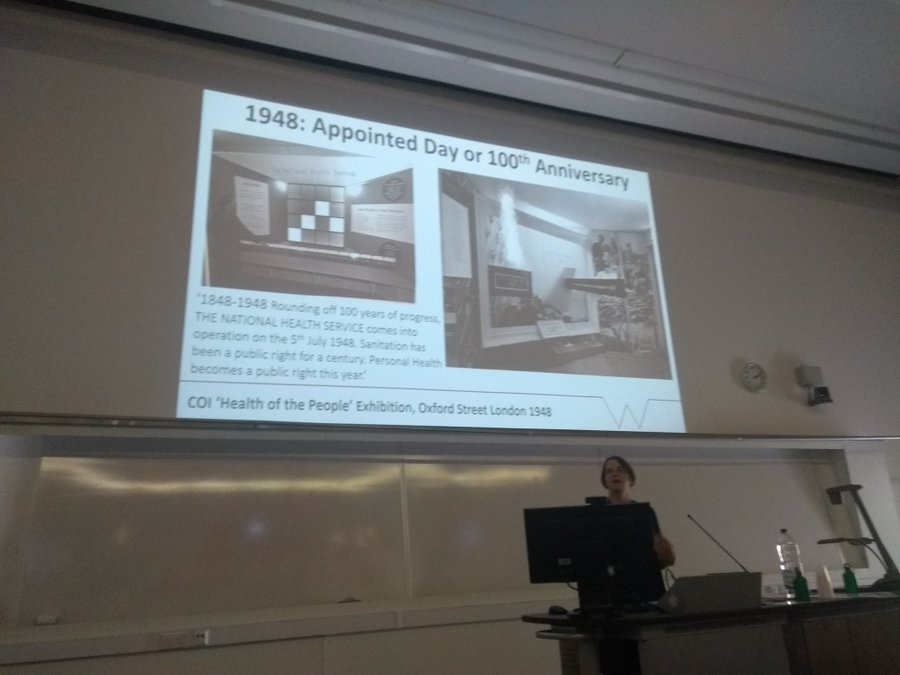 1948: Appointed Day or 100th Anniversary
'1848-1948 Rounding off 100 years of progress,
THE NATIONAL HEALTH SERVICE comes into
operation on the 5th July 1948. Sanitation has
been a public right for a century. Personal Health
becomes a public right this year.'
COI 'Health of the People' Exhibition, Oxford Street London 1948